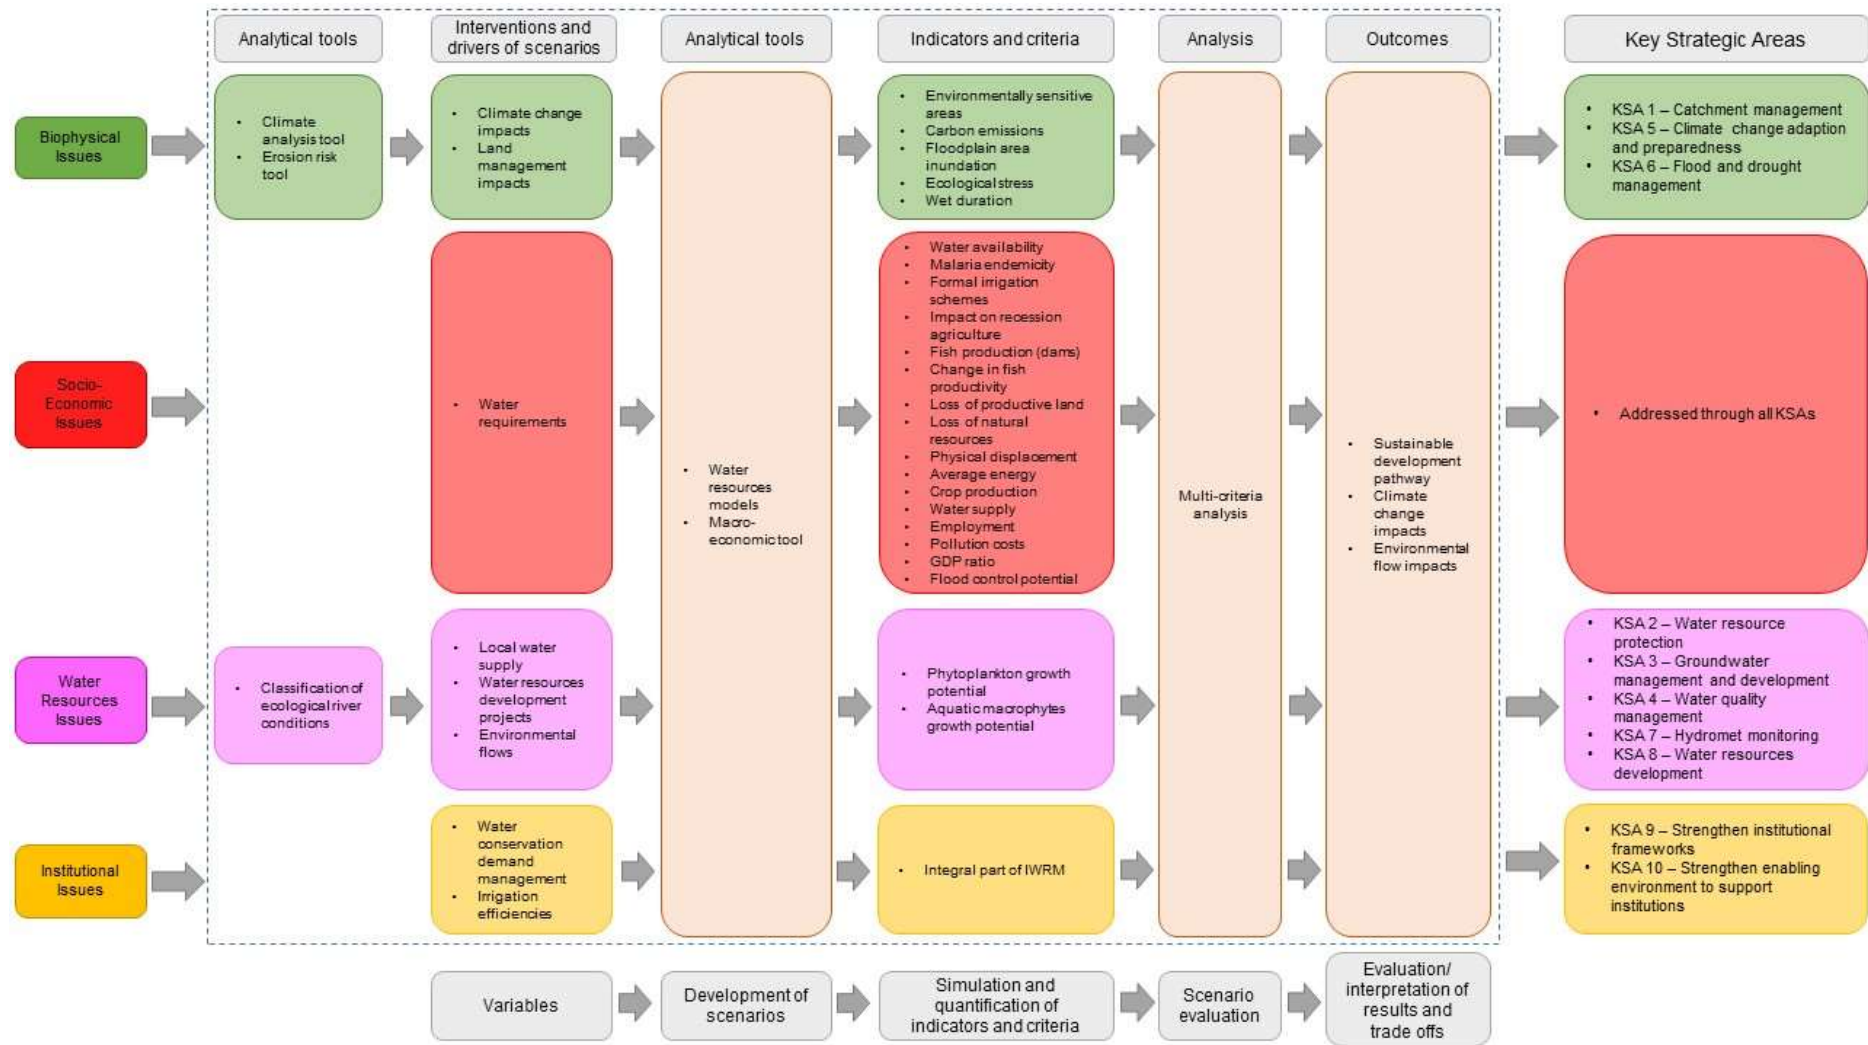 Analytical tools
Interventions and
drivers of scenarios
Analytical tools
Indicators and criteria
Analysis
Outcomes
Key Strategic Areas
Biophysical
Issues
• Climate
analysis tool
• Erosion risk
tool
• Climate change
impacts
• Land
management
impacts
• Environmentally sensitive
areas
• Carbon emissions
• Floodplain area
inundation
• Ecological stress
• Wet duration
• KSA 1 – Catchment management
• KSA 5 – Climate change adaption
and preparedness
• KSA 6 – Flood and drought
management
Socio-
Economic
Issues
• Water
requirements
• Water
resources
models
• Macro-
economic tool
• Water availability
• Malaria endemicity
• Formal irrigation
schemes
• Impact on recession
agriculture
• Fish production (dams)
• Change in fish
productivity
• Loss of productive land
• Loss of natural
resources
• Physical displacement
• Average energy
• Crop production
• Water supply
• Employment
• Pollution costs
• GDP ratio
• Flood control potential
Multi-criteria
analysis
• Sustainable
development
pathway
• Climate
change
impacts
• Environmental
flow impacts
• Addressed through all KSAs
Water
Resources
Issues
• Classification of
ecological river
conditions
• Local water
supply
• Water resources
development
projects
• Environmental
flows
• Phytoplankton growth
potential
• Aquatic macrophytes
growth potential
• KSA 2 – Water resource
protection
• KSA 3 – Groundwater
management and development
• KSA 4 – Water quality
management
• KSA 7 – Hydromet monitoring
• KSA 8 – Water resources
development
Institutional
Issues
• Water
conservation
demand
management
• Irrigation
efficiencies
• Integral part of IWRM
• KSA 9 – Strengthen institutional
frameworks
• KSA 10 – Strengthen enabling
environment to support
institutions
Variables
Development of
scenarios
Simulation and
quantification of
indicators and criteria
Scenario
evaluation
Evaluation/
interpretation of
results and
trade offs